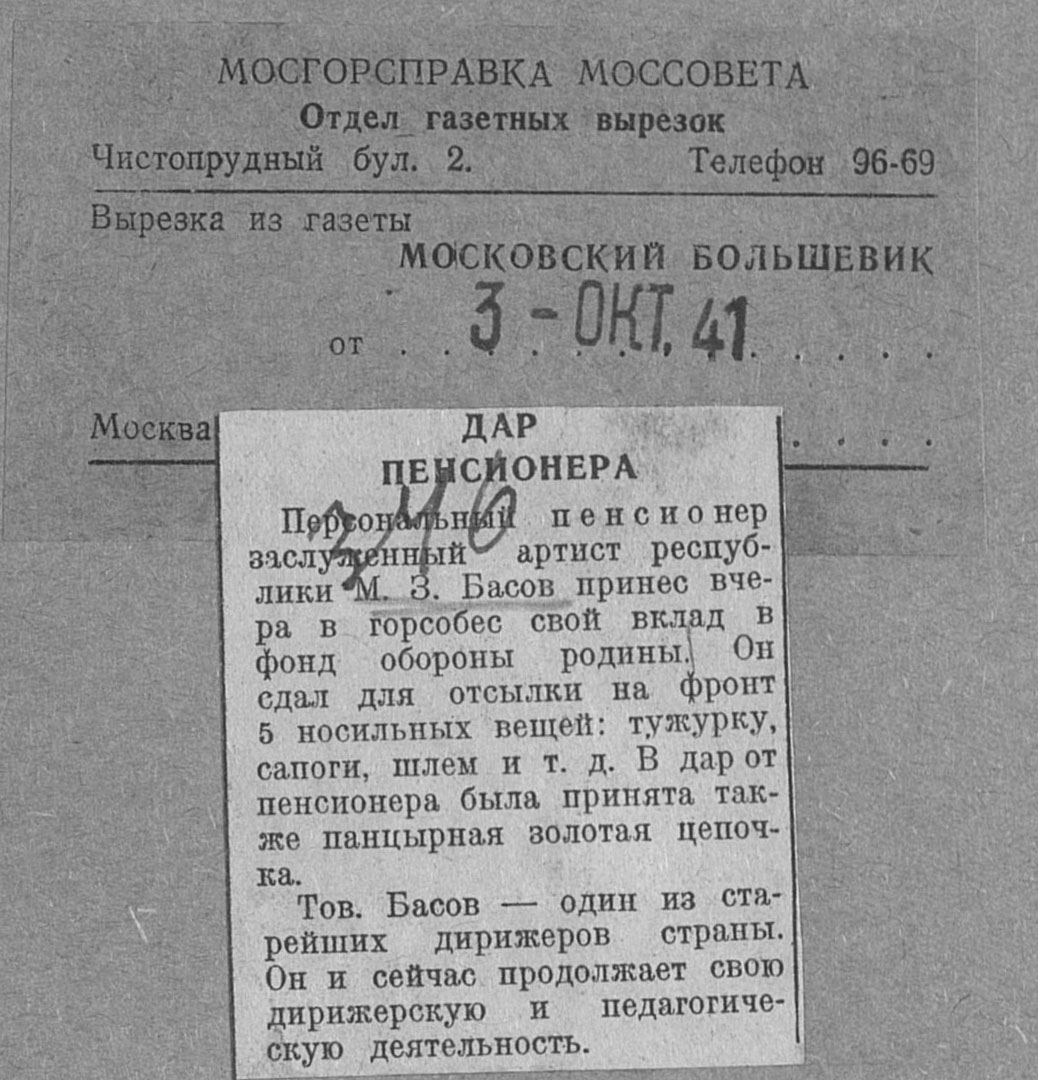 МОСГОРСПРАВКА МОССОВЕТА
Отдел газетных вырезок
Чистопрудный бул. 2. Телефон 96-69
Вырезка из газеты
МОСКОВСКИЙ БОЛЬШЕВИК
от . . 3 - ОКТ. 41 . . . . .
Москва . . . .
ДАР
ПЕНСИОНЕРА
346
Персональный пенсионер
заслуженный артист респуб-
лики М. З. Басов принес вче-
ра в горсобес свой вклад в
фонд обороны родины. Он
сдал для отсылки на фронт
5 носильных вещей: тужурку,
сапоги, шлем и т. д. В дар от
пенсионера была принята так-
же панцырная золотая цепоч-
ка.
Тов. Басов — один из ста-
рейших дирижеров страны.
Он и сейчас продолжает свою
дирижерскую и педагогиче-
скую деятельность.